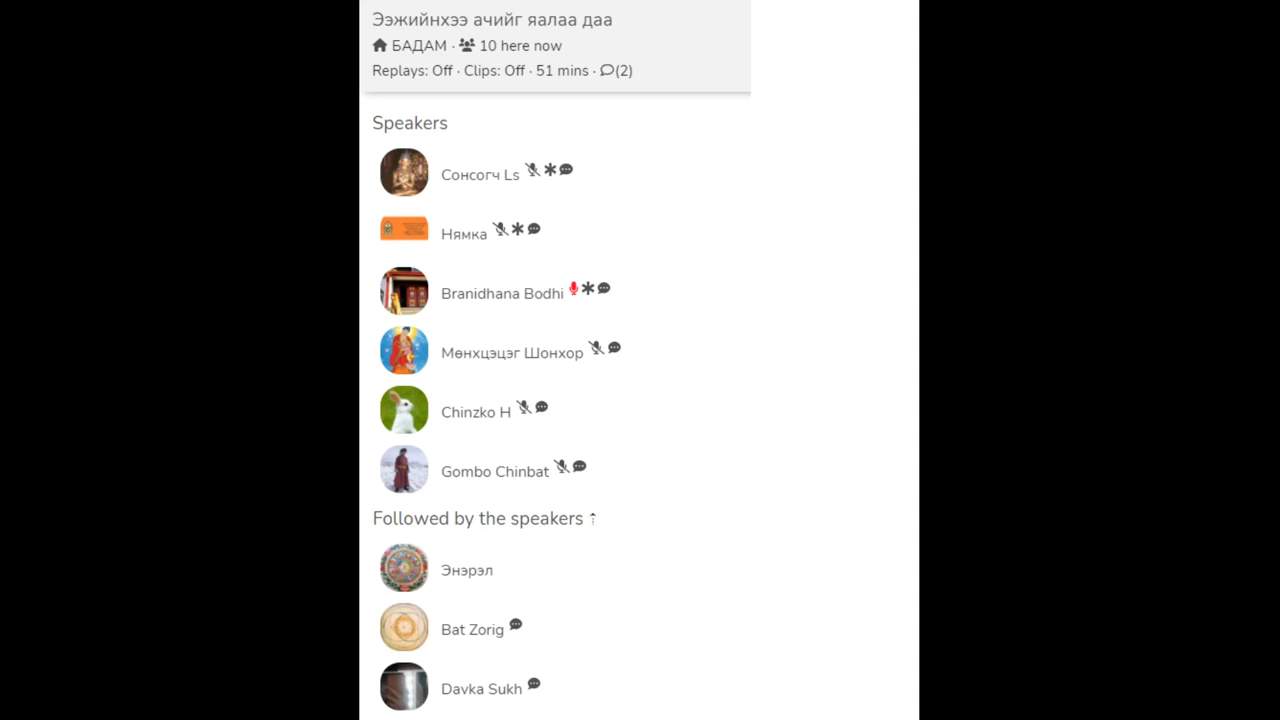 Ээжийнхээ ачийг яалаа даа
БАДАМ · 10 here now
Replays: Off · Clips: Off · 51 mins · (2)
Speakers
Сонсогч Ls
Нямка
Branidhana Bodhi
Мөнхцэцэг Шонхор
Chinzko H
Gombo Chinbat
Followed by the speakers ⇡
Энэрэл
Bat Zorig
Davka Sukh